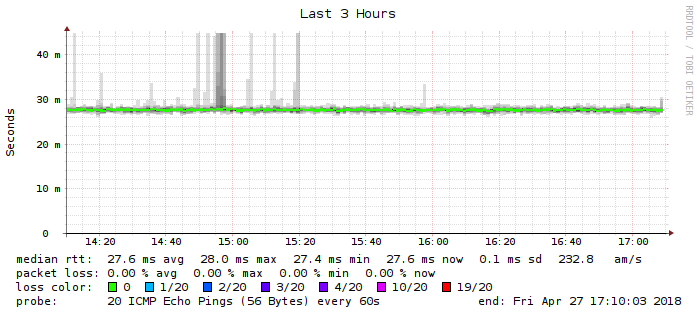 Last 3 Hours
RRDTOOL / TOBI OETIKER
Seconds
40 m
30 m
20 m
10 m
0
14:20 14:40 15:00 15:20 15:40 16:00 16:20 16:40 17:00
median rtt: 27.6 ms avg 28.0 ms max 27.4 ms min 27.6 ms now 0.1 ms sd 232.8 am/s
packet loss: 0.00 % avg 0.00 % max 0.00 % min 0.00 % now
loss color: 0 1/20 2/20 3/20 4/20 10/20 19/20
probe: 20 ICMP Echo Pings (56 Bytes) every 60s end: Fri Apr 27 17:10:03 2018